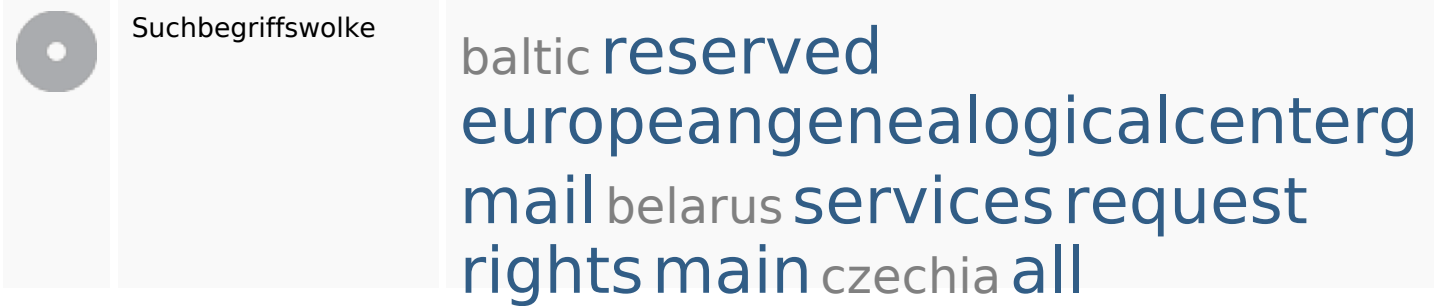 Suchbegriffswolke
baltic reserved
europeangenealogicalcenterg
mail belarus services request
rights main czechia all